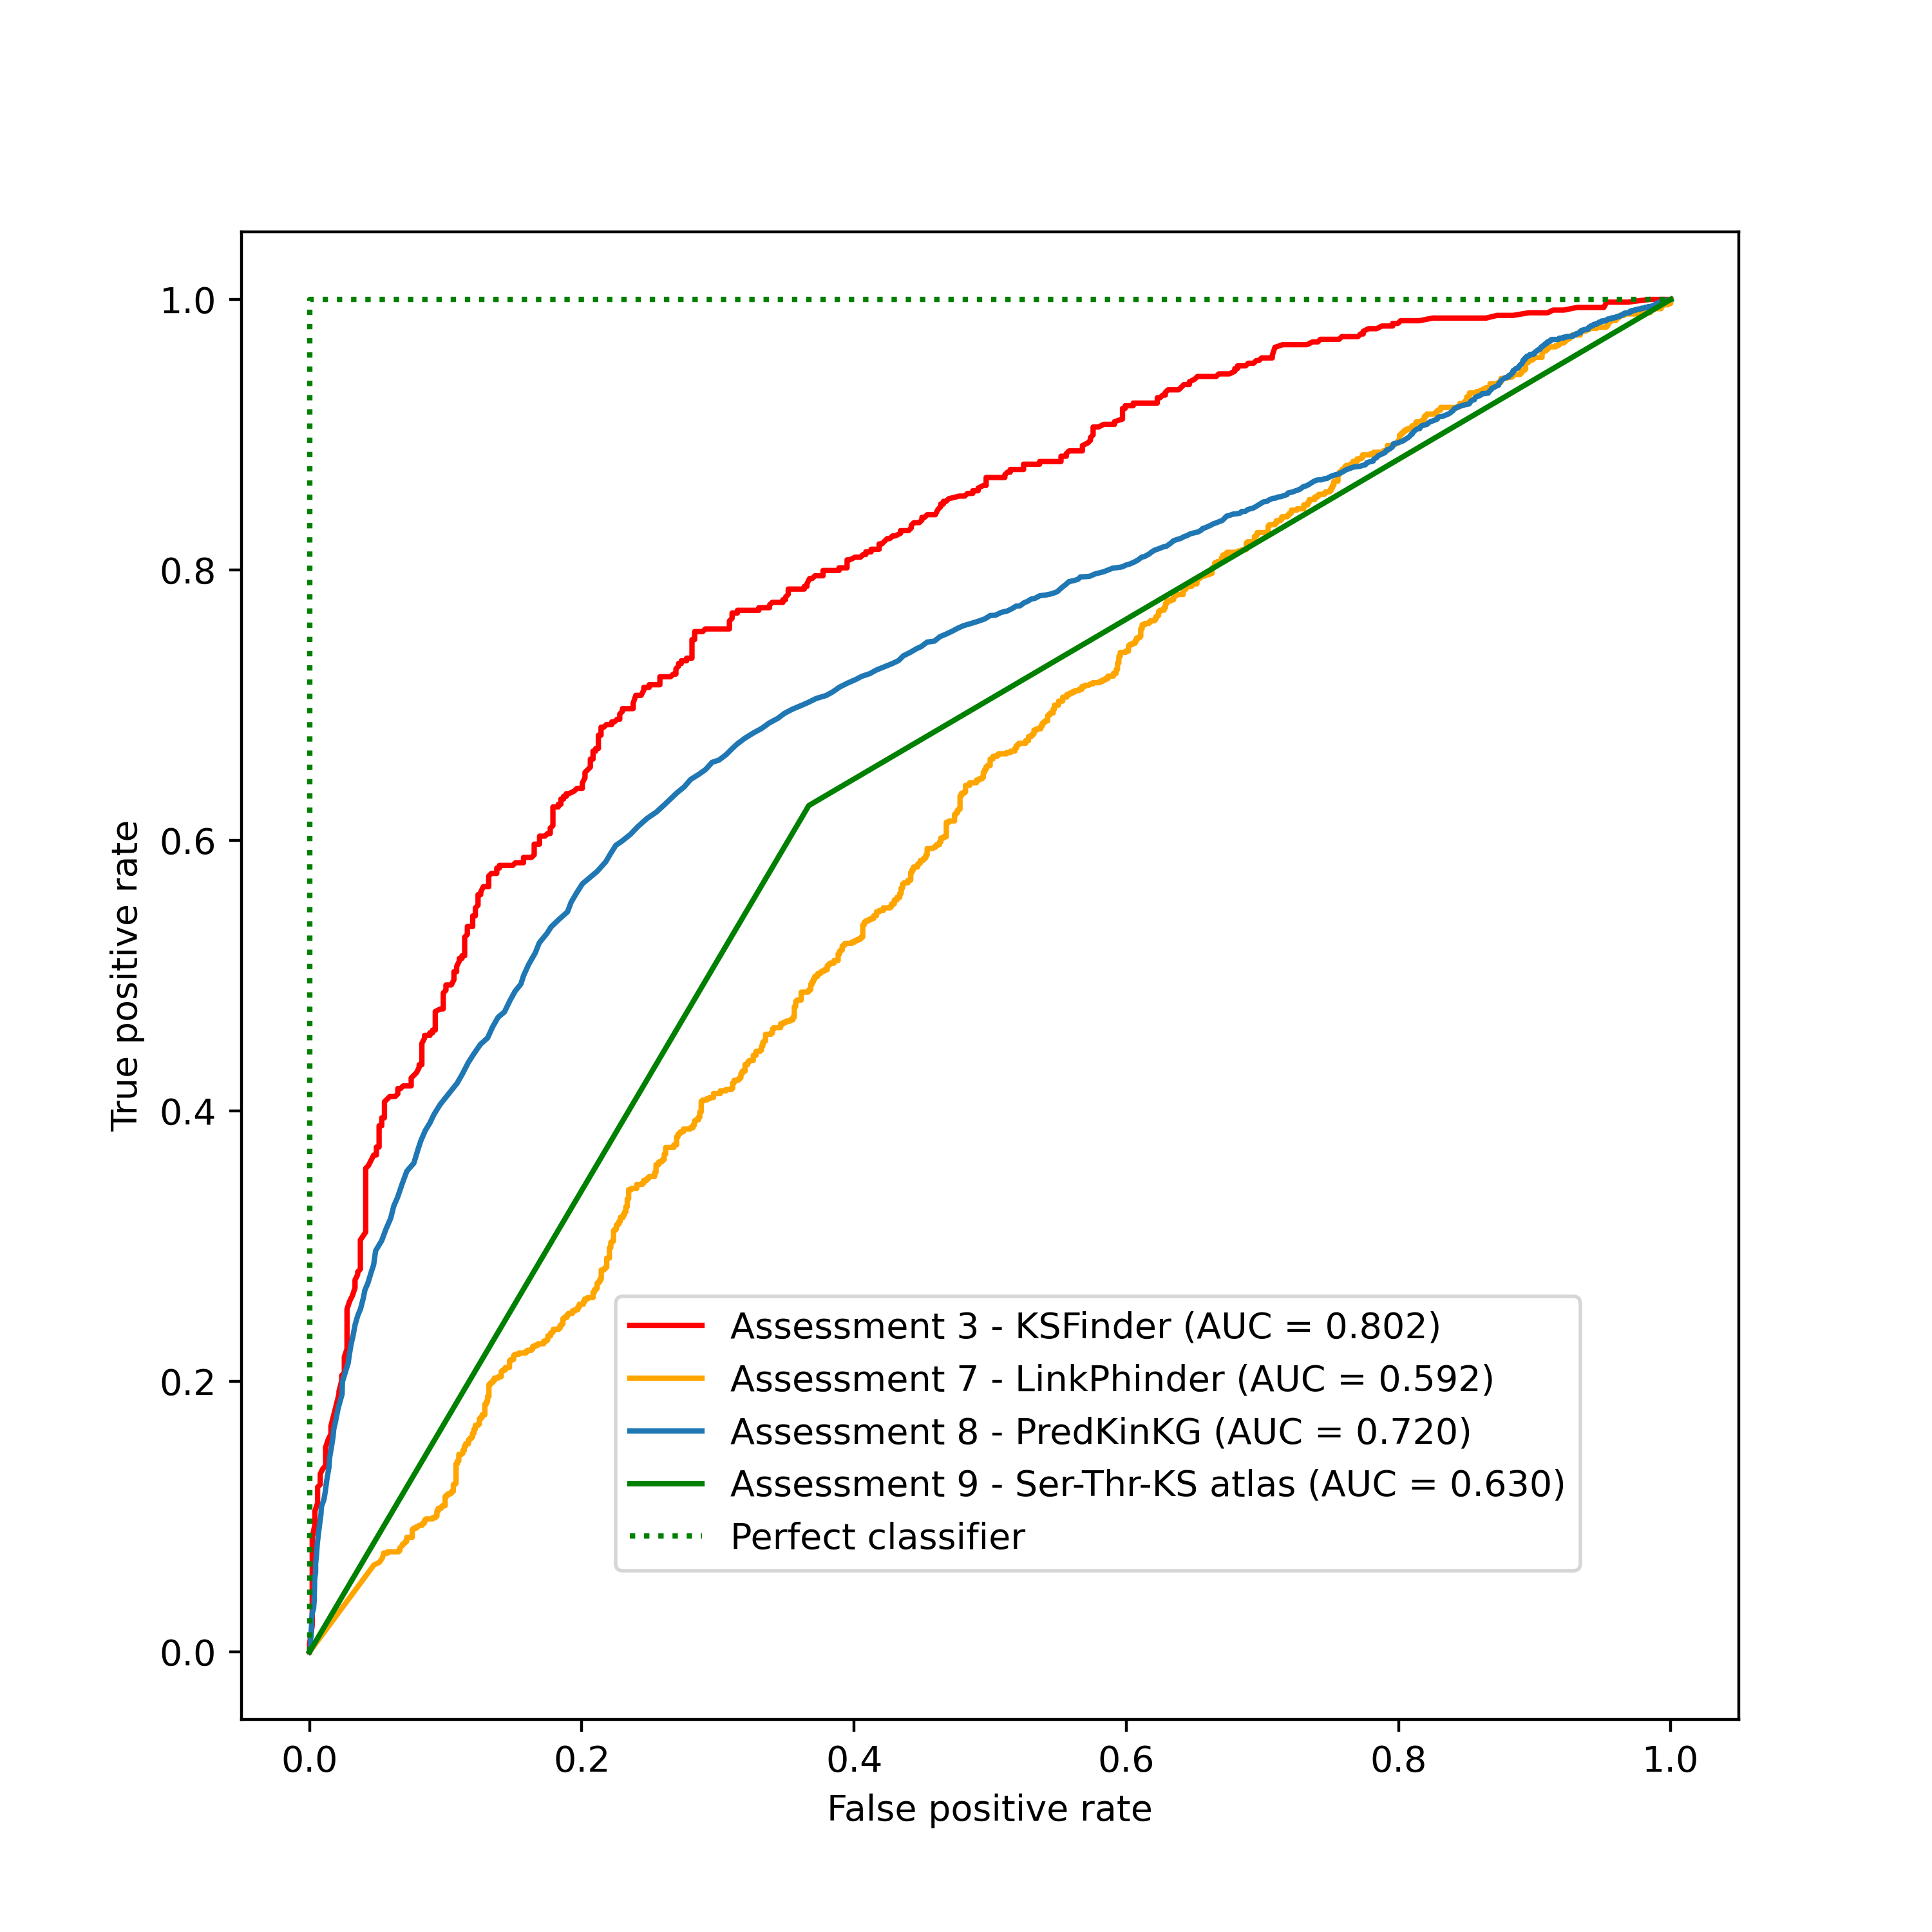 1.0
0.8
0.6
0.4
0.2
0.0
True positive rate
Assessment 3 - KSFinder (AUC = 0.802)
Assessment 7 - LinkPhinder (AUC = 0.592)
Assessment 8 - PredKinKG (AUC = 0.720)
Assessment 9 - Ser-Thr-KS atlas (AUC = 0.630)
Perfect classifier
0.0 0.2 0.4 0.6 0.8 1.0
False positive rate